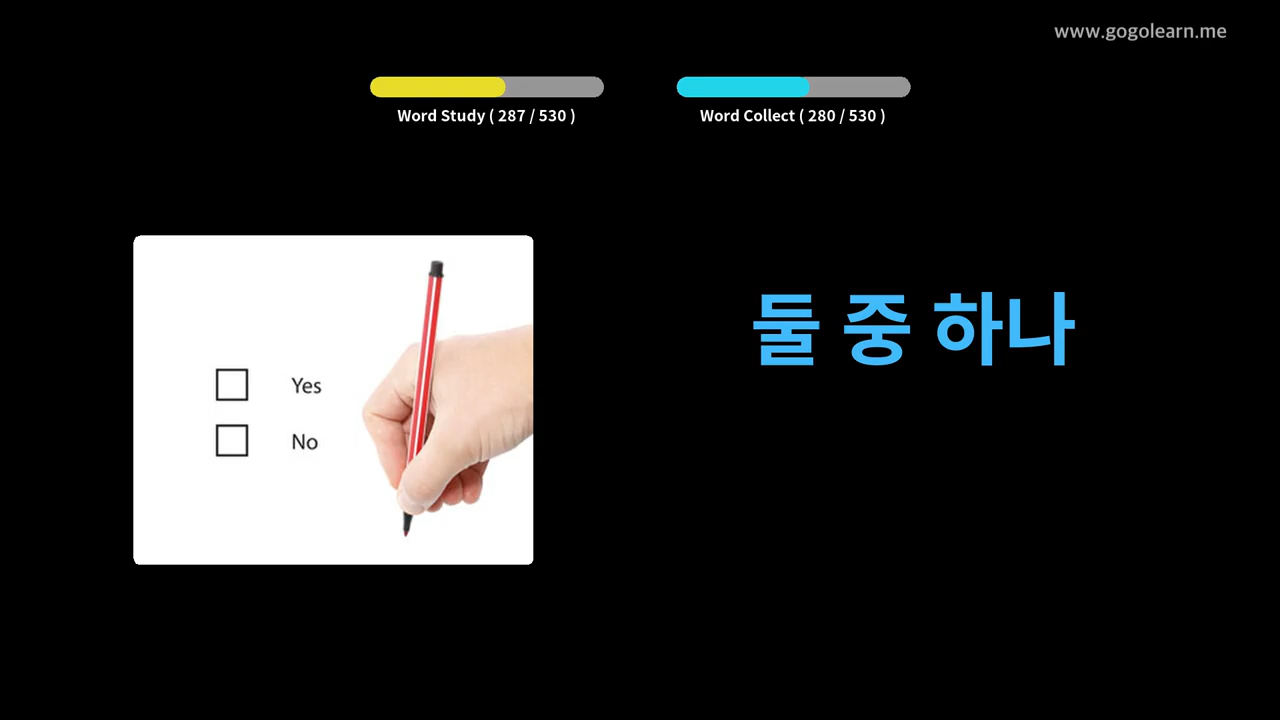 www.gogolearn.me
Word Study ( 287 / 530 )
Word Collect ( 280 / 530 )
Yes
No
둘 중 하나